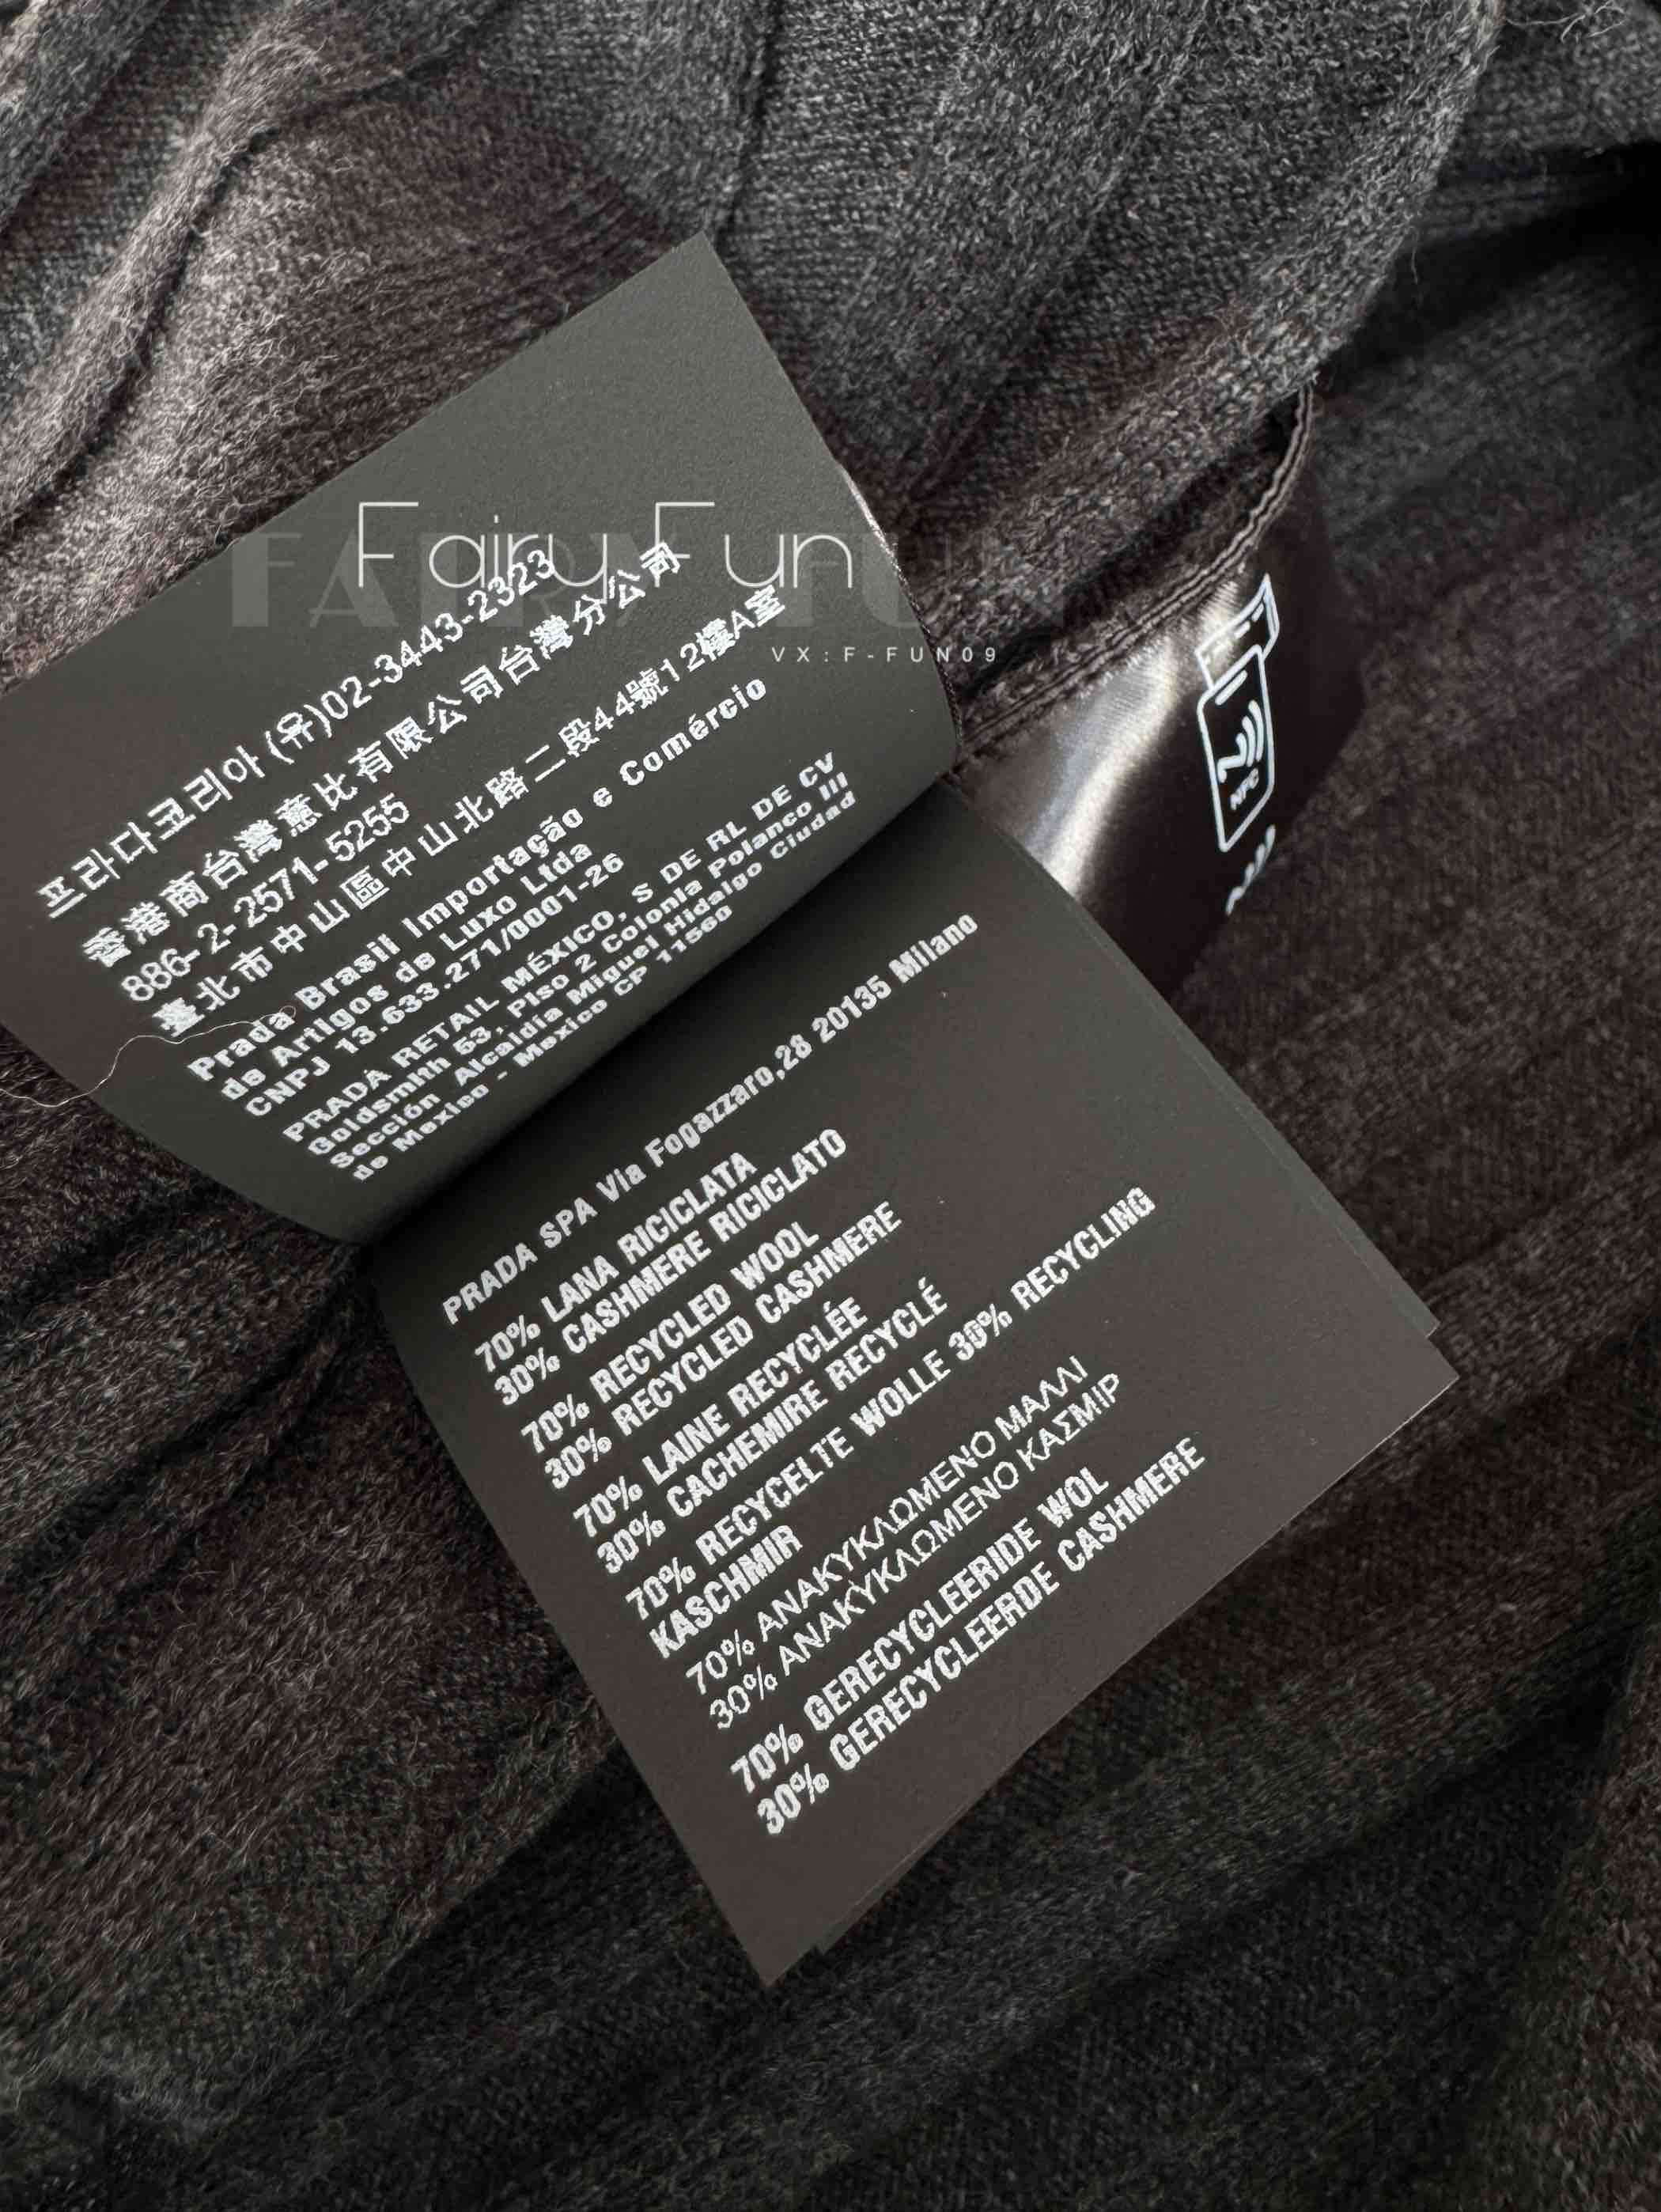 Fairy Fun
FAIRY FUN
VX:F-FUN09
프라다코리아 (유)02-3443-2323
香港商台灣意比有限公司台灣分公司
886-2-2571-5255
臺北市中山區中山北路二段44號12樓A室
Prada Brasil Importação e Comércio
de Artigos de Luxo Ltda
CNPJ 13.633.271/0001-26
PRADA RETAIL MÉXICO, S DE RL DE CV
Goldsmhh 53, Piso 2 Colonia Polanco III
Sección Alcaldia Miguel Hidalgo Ciudad
de Mexico - Mexico CP 11560
NFC
PRADA SPA Via Fogazzaro,28 20135 Milano
70% LANA RICICLATA
30% CASHMERE RICICLATO
70% RECYCLED WOOL
30% RECYCLED CASHMERE
70% LAINE RECYCLÉE
30% CACHEMIRE RECYCLÉ
70% RECYCELTE WOLLE 30% RECYCLING
KASCHMIR
70% ΑΝΑΚΥΚΛΩΜΕΝΟ ΜΑΛΛΙ
30% ΑΝΑΚΥΚΛΩΜΕΝΟ ΚΑΣΜΙΡ
70% GERECYCLEERIDE WOL
30% GERECYCLEERDE CASHMERE